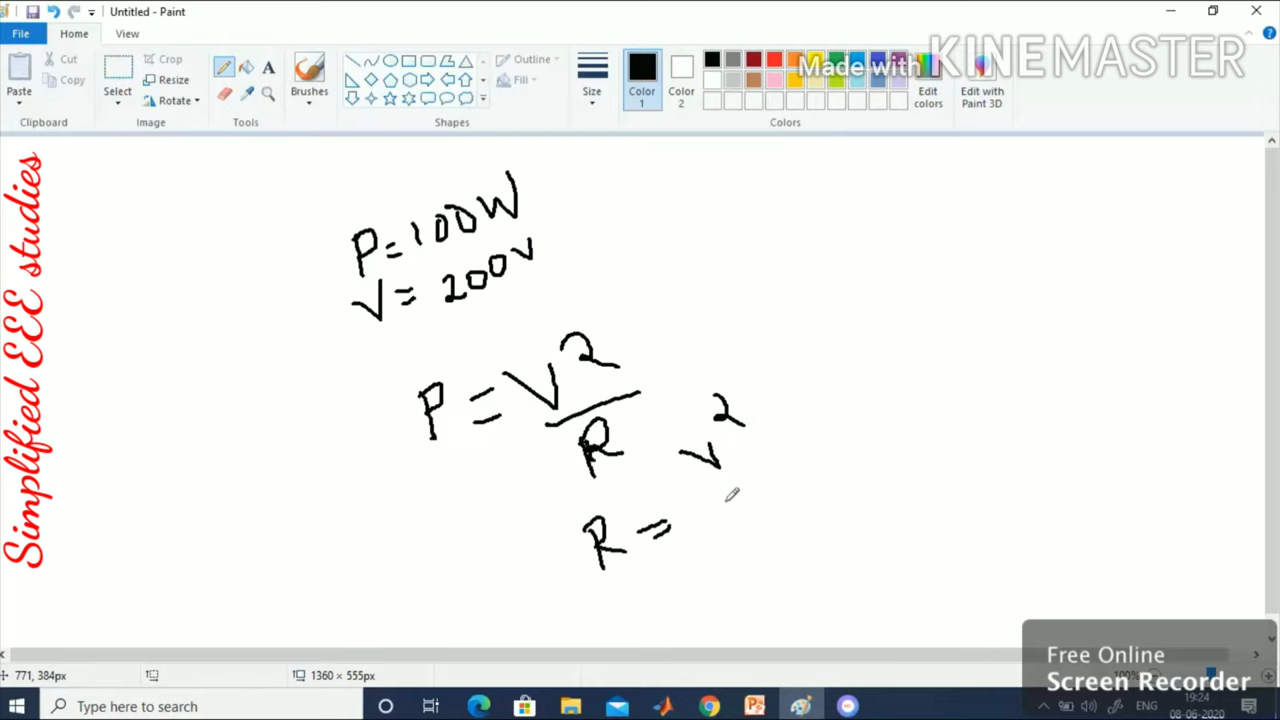 Untitled - Paint
File
Home
View
Paste
Cut
Copy
Clipboard
Select
Crop
Resize
Rotate
Image
Tools
Brushes
Shapes
Outline
Fill
Size
Color 1
Color 2
Colors
Edit colors
Edit with Paint 3D
Made with KINEMASTER
Simplified EEE studies
P=100W
V= 200V
P = V²/R
V²
R =
771, 384px
1360 × 555px
100%
Free Online
Screen Recorder
Type here to search
ENG
19:24
08-06-2020